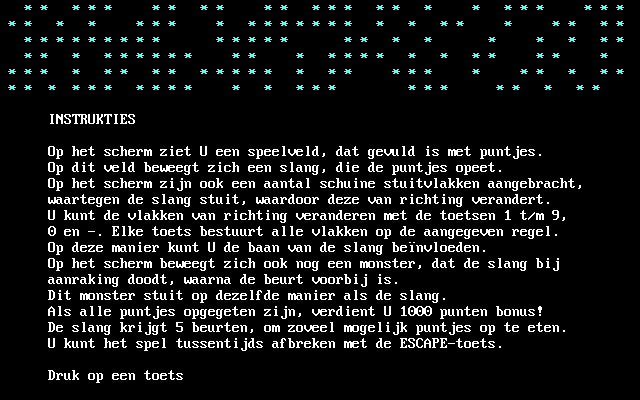 INSTRUKTIES
Op het scherm ziet U een speelveld, dat gevuld is met puntjes.
Op dit veld beweegt zich een slang, die de puntjes opeet.
Op het scherm zijn ook een aantal schuine stuitvlakken aangebracht,
waartegen de slang stuit, waardoor deze van richting verandert.
U kunt de vlakken van richting veranderen met de toetsen 1 t/m 9,
0 en -. Elke toets bestuurt alle vlakken op de aangegeven regel.
Op deze manier kunt U de baan van de slang beïnvloeden.
Op het scherm beweegt zich ook nog een monster, dat de slang bij
aanraking doodt, waarna de beurt voorbij is.
Dit monster stuit op dezelfde manier als de slang.
Als alle puntjes opgegeten zijn, verdient U 1000 punten bonus!
De slang krijgt 5 beurten, om zoveel mogelijk puntjes op te eten.
U kunt het spel tussentijds afbreken met de ESCAPE-toets.
Druk op een toets